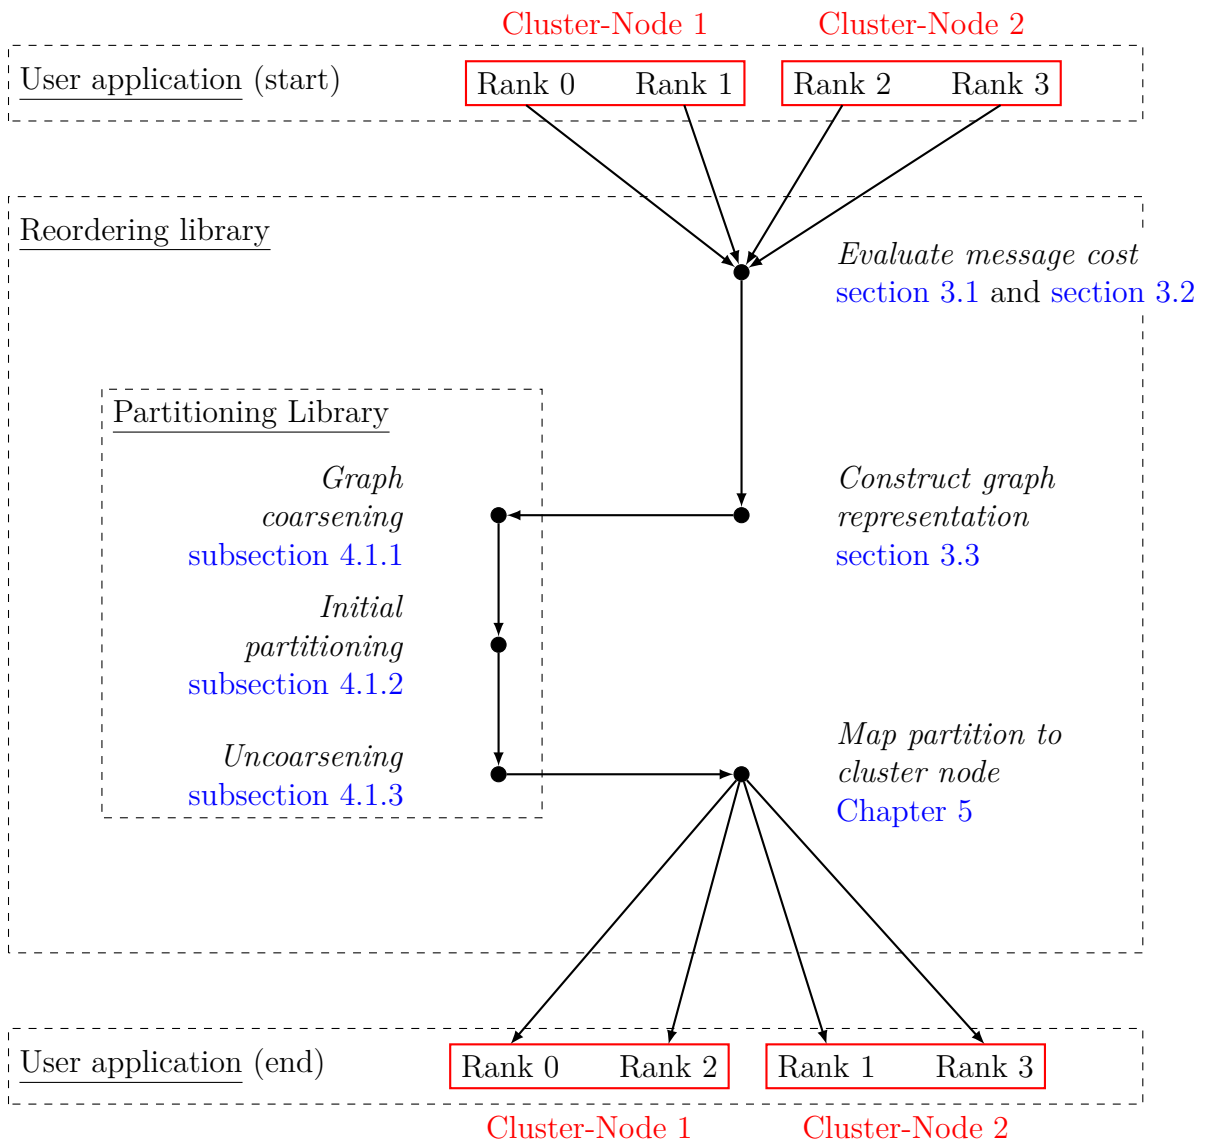 Cluster-Node 1
Cluster-Node 2
User application (start)
Rank 0
Rank 1
Rank 2
Rank 3
Reordering library
Evaluate message cost
section 3.1 and section 3.2
Partitioning Library
Graph
coarsening
subsection 4.1.1
Construct graph
representation
section 3.3
Initial
partitioning
subsection 4.1.2
Uncoarsening
subsection 4.1.3
Map partition to
cluster node
Chapter 5
User application (end)
Rank 0
Rank 2
Rank 1
Rank 3
Cluster-Node 1
Cluster-Node 2